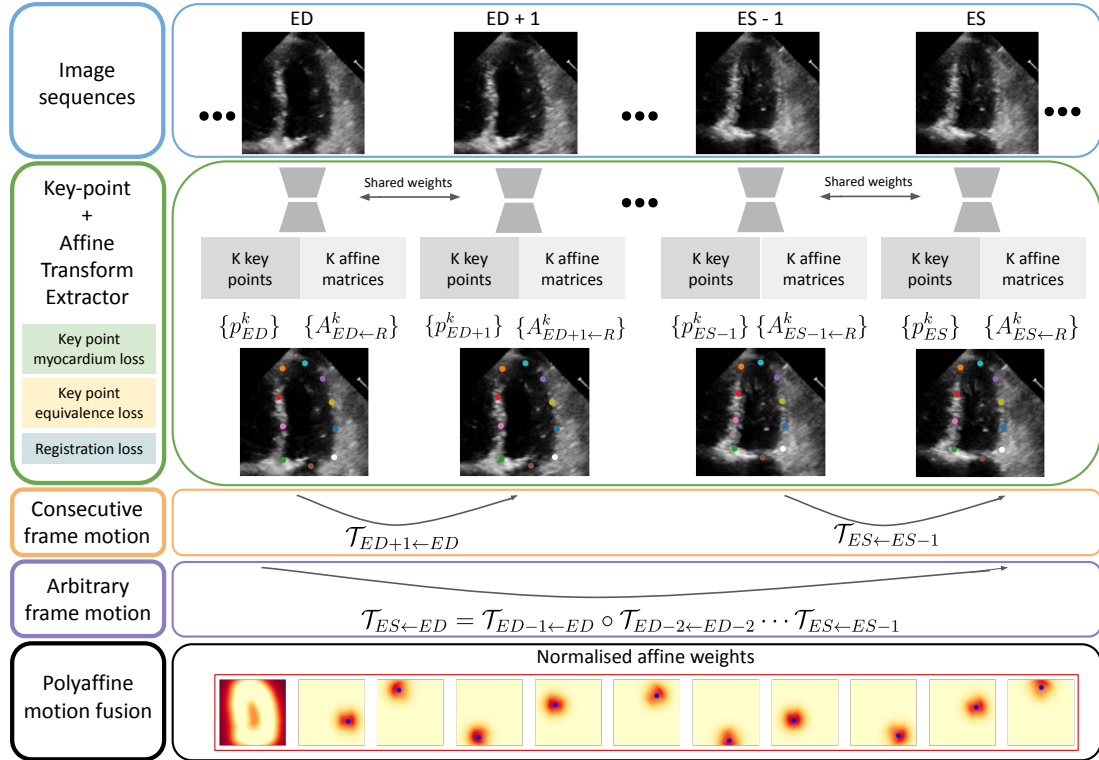 ED ED + 1 ES - 1 ES
Image
sequences
••• ••• •••
Key-point
+
Affine
Transform
Extractor
Key point
myocardium loss
Key point
equivalence loss
Registration loss
Shared weights ••• Shared weights
K key
points
K affine
matrices
K key
points
K affine
matrices
K key
points
K affine
matrices
K key
points
K affine
matrices
{p^k_{ED}} {A^k_{ED←R}} {p^k_{ED+1}} {A^k_{ED+1←R}} {p^k_{ES−1}} {A^k_{ES−1←R}} {p^k_{ES}} {A^k_{ES←R}}
Consecutive
frame motion
𝒯_{ED+1←ED} 𝒯_{ES←ES−1}
Arbitrary
frame motion
𝒯_{ES←ED} = 𝒯_{ED−1←ED} ∘ 𝒯_{ED−2←ED−2} ⋯ 𝒯_{ES←ES−1}
Polyaffine
motion fusion
Normalised affine weights